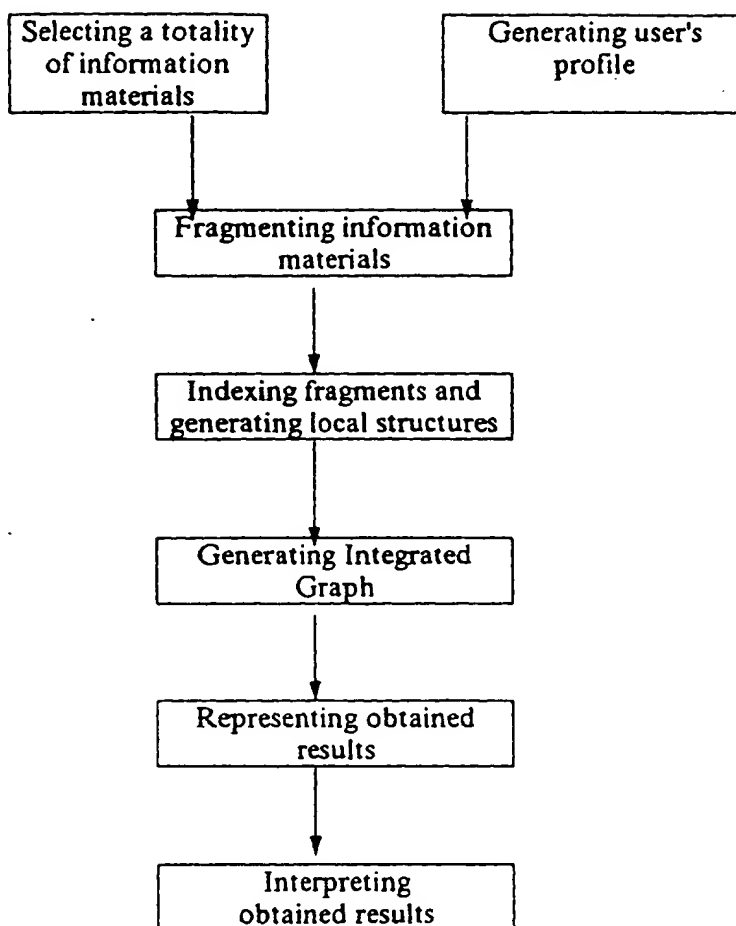 Selecting a totality
of information
materials
Generating user's
profile
Fragmenting information
materials
Indexing fragments and
generating local structures
Generating Integrated
Graph
Representing obtained
results
Interpreting
obtained results